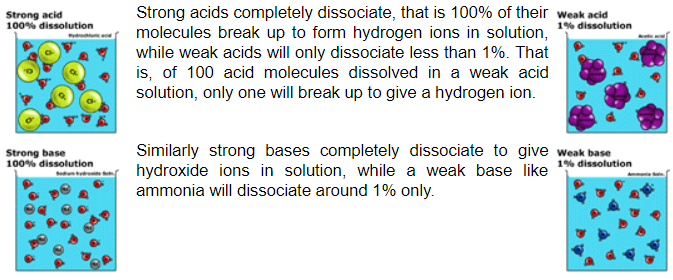 Strong acid
100% dissolution
Hydrochloric acid
Strong acids completely dissociate, that is 100% of their
molecules break up to form hydrogen ions in solution,
while weak acids will only dissociate less than 1%. That
is, of 100 acid molecules dissolved in a weak acid
solution, only one will break up to give a hydrogen ion.
Weak acid
1% dissolution
Acetic acid
Strong base
100% dissolution
Sodium hydroxide Soln.
Similarly strong bases completely dissociate to give
hydroxide ions in solution, while a weak base like
ammonia will dissociate around 1% only.
Weak base
1% dissolution
Ammonia Soln.